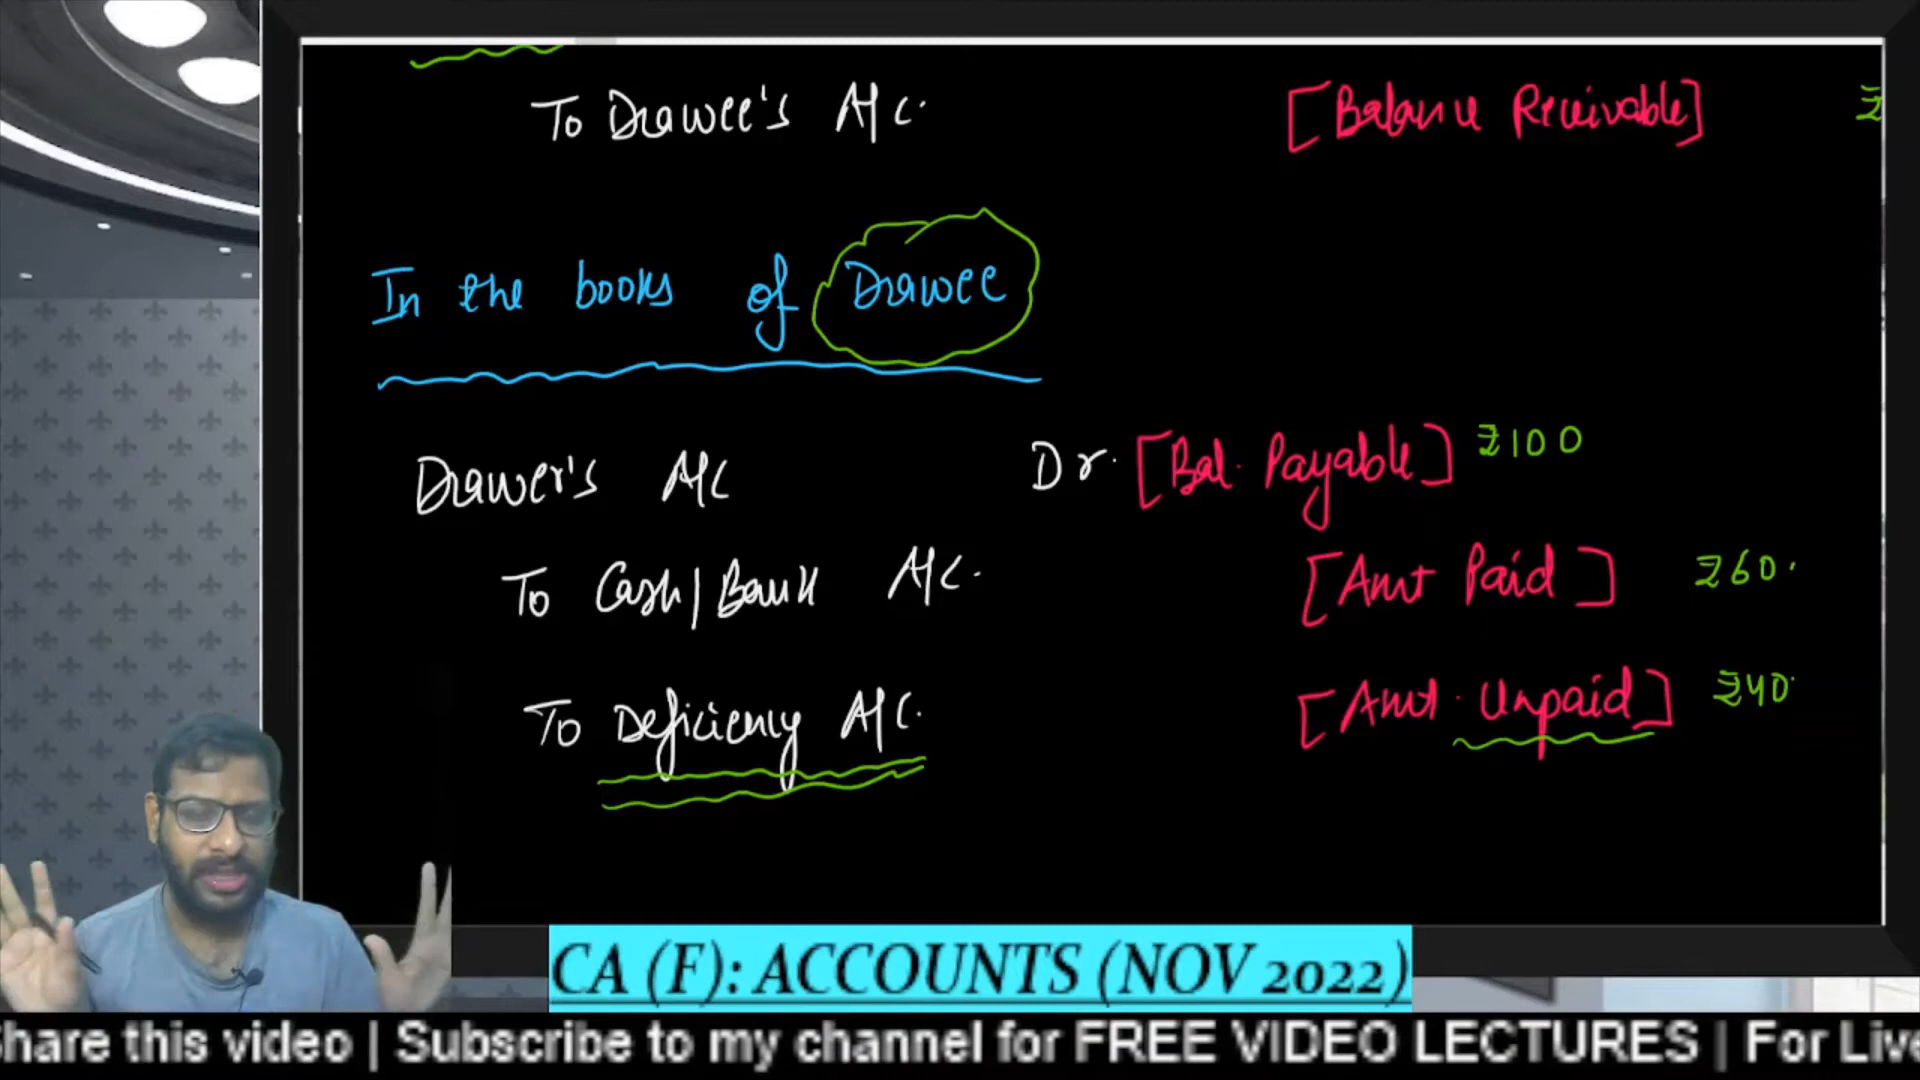 To Drawee's A/c. [Balance Receivable] ₹
In the books of Drawee
Drawer's A/c Dr. [Bal. Payable] ₹100
To Cash/Bank A/c. [Amt Paid] ₹60.
To Deficiency A/c. [Amt. Unpaid] ₹40.
CA (F): ACCOUNTS (NOV 2022)
Share this video | Subscribe to my channel for FREE VIDEO LECTURES | For Live